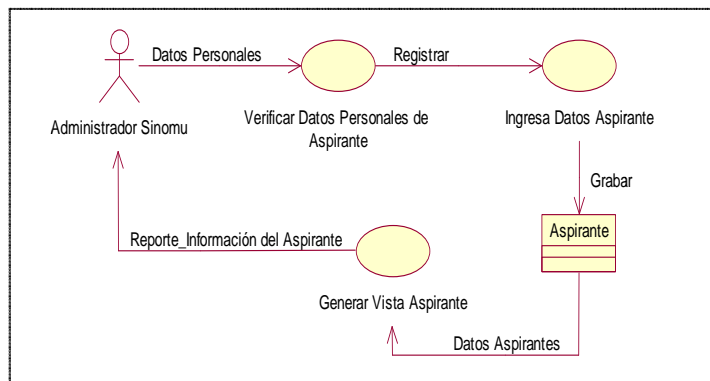 Datos Personales
Registrar
Administrador Sinomu
Verificar Datos Personales de
Aspirante
Ingresa Datos Aspirante
Grabar
Aspirante
Reporte_Información del Aspirante
Generar Vista Aspirante
Datos Aspirantes